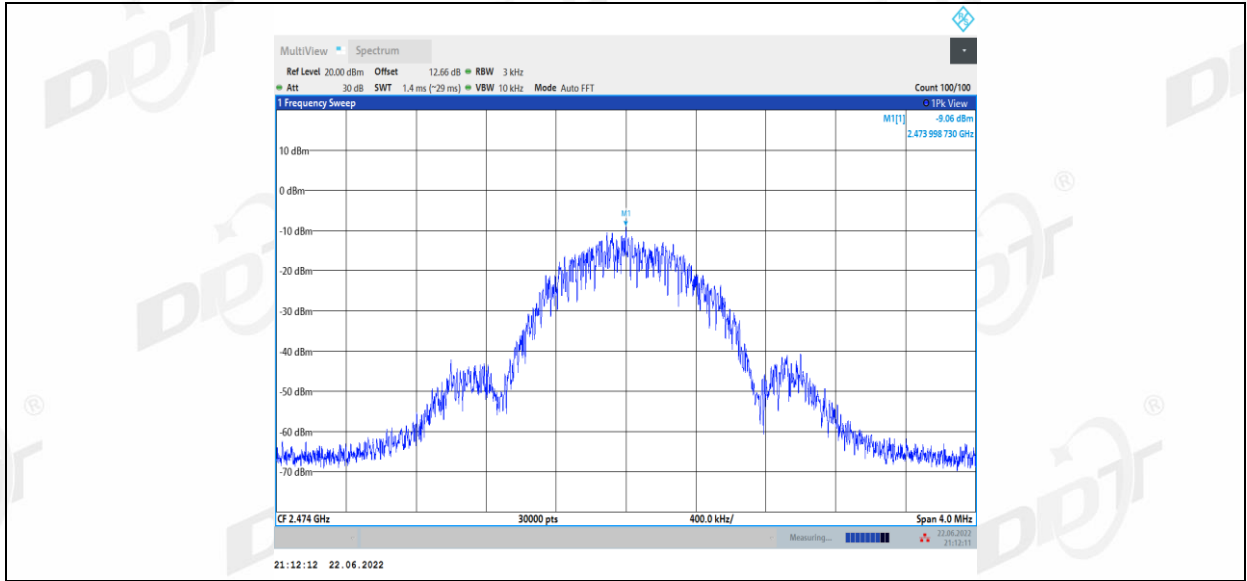 MultiView Spectrum
Ref Level 20.00 dBm Offset 12.66 dB RBW 3 kHz
Att 30 dB SWT 1.4 ms (~29 ms) VBW 10 kHz Mode Auto FFT Count 100/100
1 Frequency Sweep 1Pk View
M1[1] -9.06 dBm
2.473 998 730 GHz
10 dBm
0 dBm
M1
-10 dBm
-20 dBm
-30 dBm
-40 dBm
-50 dBm
-60 dBm
-70 dBm
CF 2.474 GHz 30000 pts 400.0 kHz/ Span 4.0 MHz
Measuring... 22.06.2022
21:12:11
21:12:12 22.06.2022
DDT
®